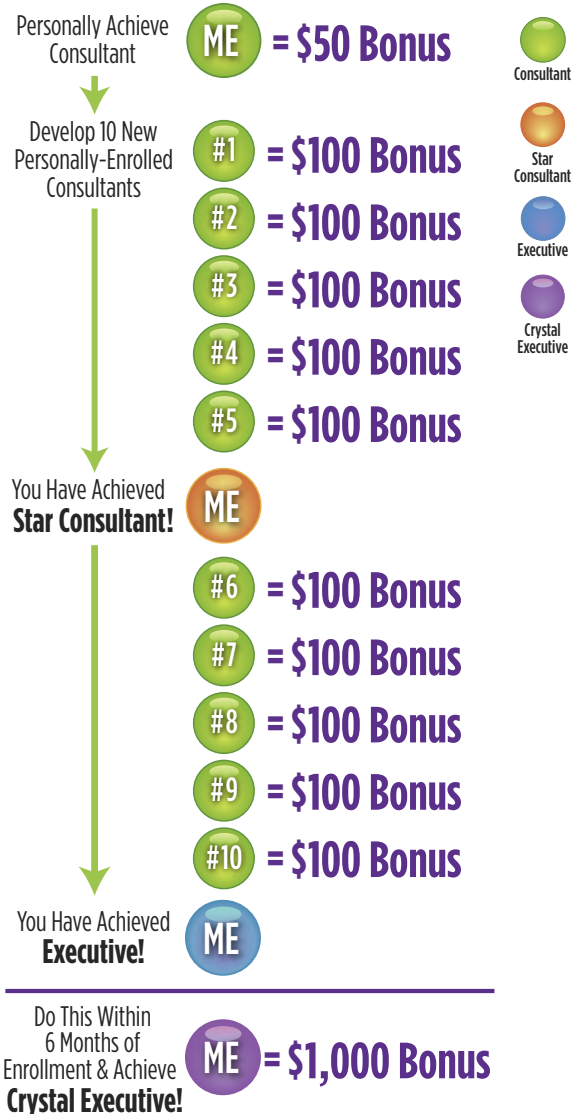 Personally Achieve
Consultant
ME = $50 Bonus
Develop 10 New
Personally-Enrolled
Consultants
#1 = $100 Bonus
#2 = $100 Bonus
#3 = $100 Bonus
#4 = $100 Bonus
#5 = $100 Bonus
You Have Achieved
Star Consultant!
ME
#6 = $100 Bonus
#7 = $100 Bonus
#8 = $100 Bonus
#9 = $100 Bonus
#10 = $100 Bonus
You Have Achieved
Executive!
ME
Do This Within
6 Months of
Enrollment & Achieve
Crystal Executive!
ME = $1,000 Bonus
Consultant
Star
Consultant
Executive
Crystal
Executive